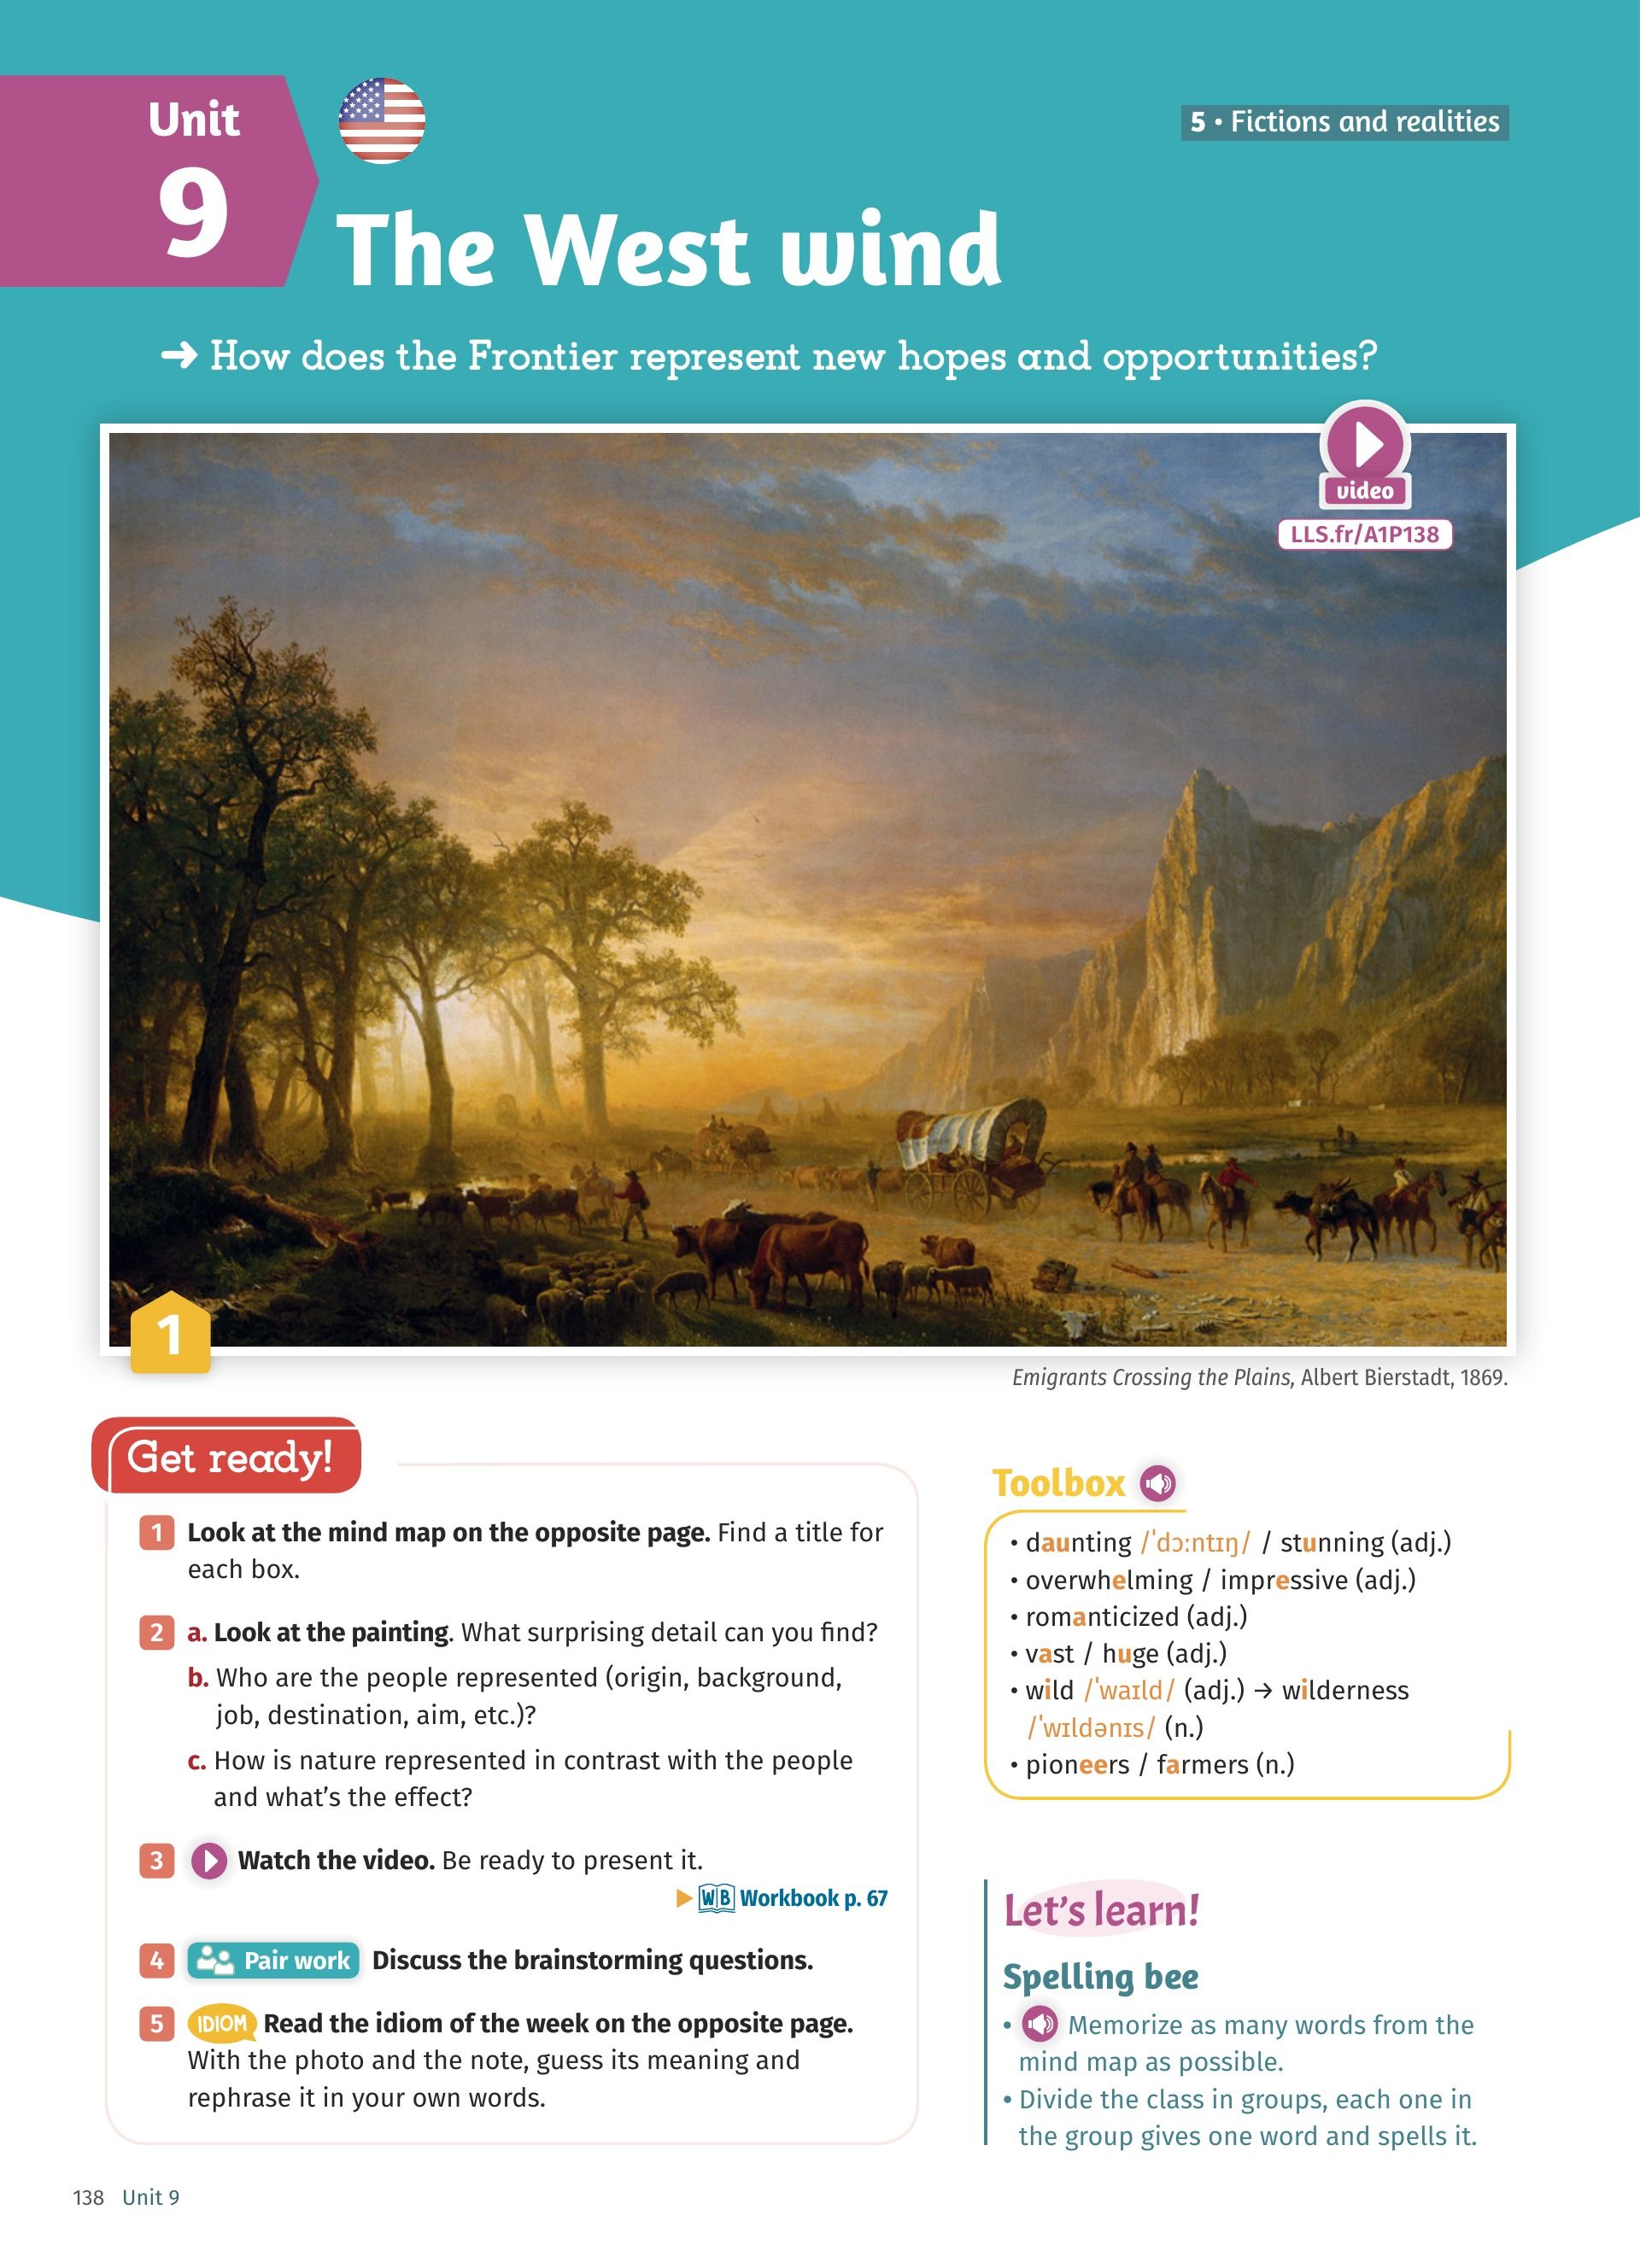 Unit
9
5 • Fictions and realities
The West wind
➜ How does the Frontier represent new hopes and opportunities?
video
LLS.fr/A1P138
1
Emigrants Crossing the Plains, Albert Bierstadt, 1869.
Get ready!
1 Look at the mind map on the opposite page. Find a title for
each box.
2 a. Look at the painting. What surprising detail can you find?
b. Who are the people represented (origin, background,
job, destination, aim, etc.)?
c. How is nature represented in contrast with the people
and what's the effect?
3 Watch the video. Be ready to present it.
WB Workbook p. 67
4 Pair work Discuss the brainstorming questions.
5 IDIOM Read the idiom of the week on the opposite page.
With the photo and the note, guess its meaning and
rephrase it in your own words.
Toolbox
• daunting /ˈdɔːntɪŋ/ / stunning (adj.)
• overwhelming / impressive (adj.)
• romanticized (adj.)
• vast / huge (adj.)
• wild /ˈwaɪld/ (adj.) → wilderness
/ˈwɪldənɪs/ (n.)
• pioneers / farmers (n.)
Let's learn!
Spelling bee
• Memorize as many words from the
mind map as possible.
• Divide the class in groups, each one in
the group gives one word and spells it.
138 Unit 9